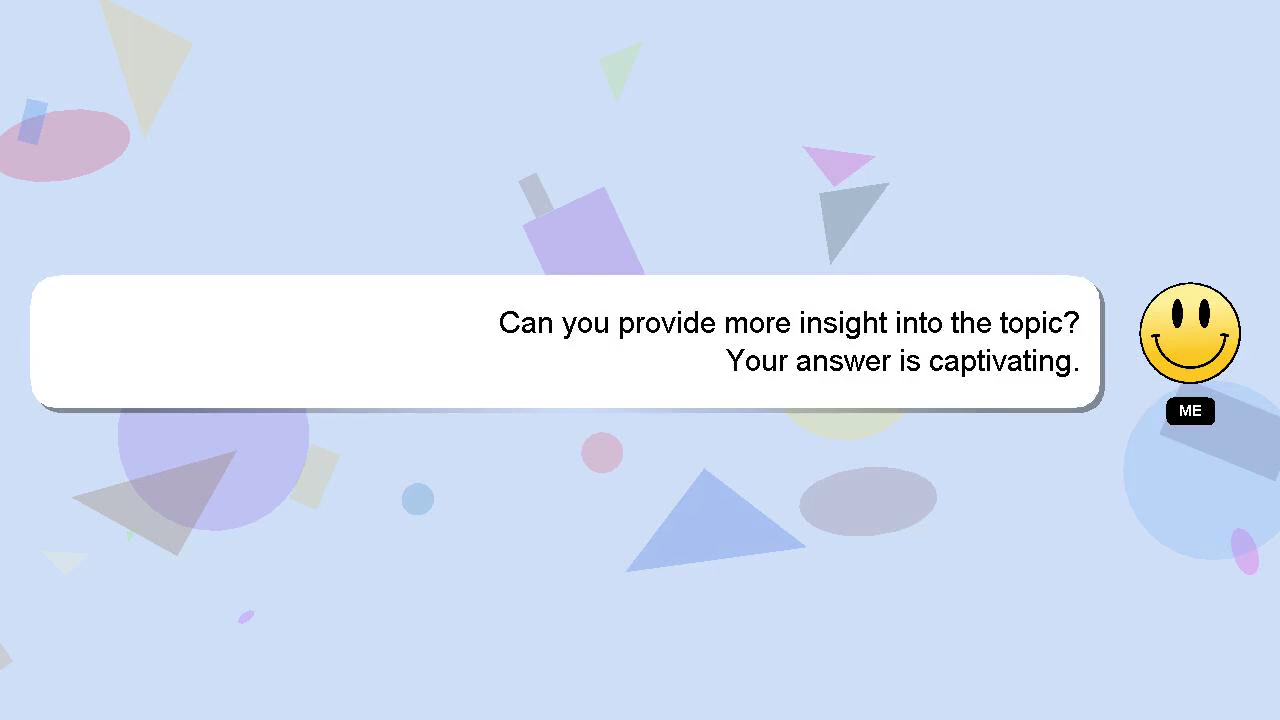 Can you provide more insight into the topic?
Your answer is captivating.
ME